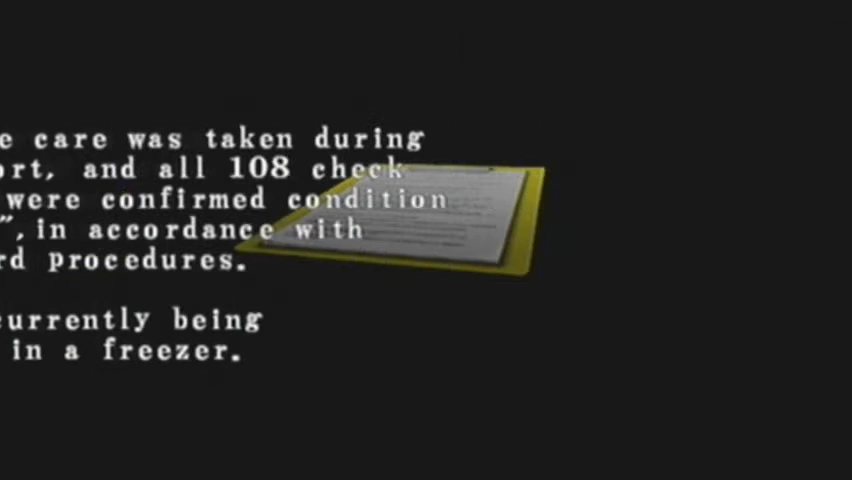 e care was taken during
ort, and all 108 check
were confirmed condition
",in accordance with
rd procedures.
currently being
in a freezer.